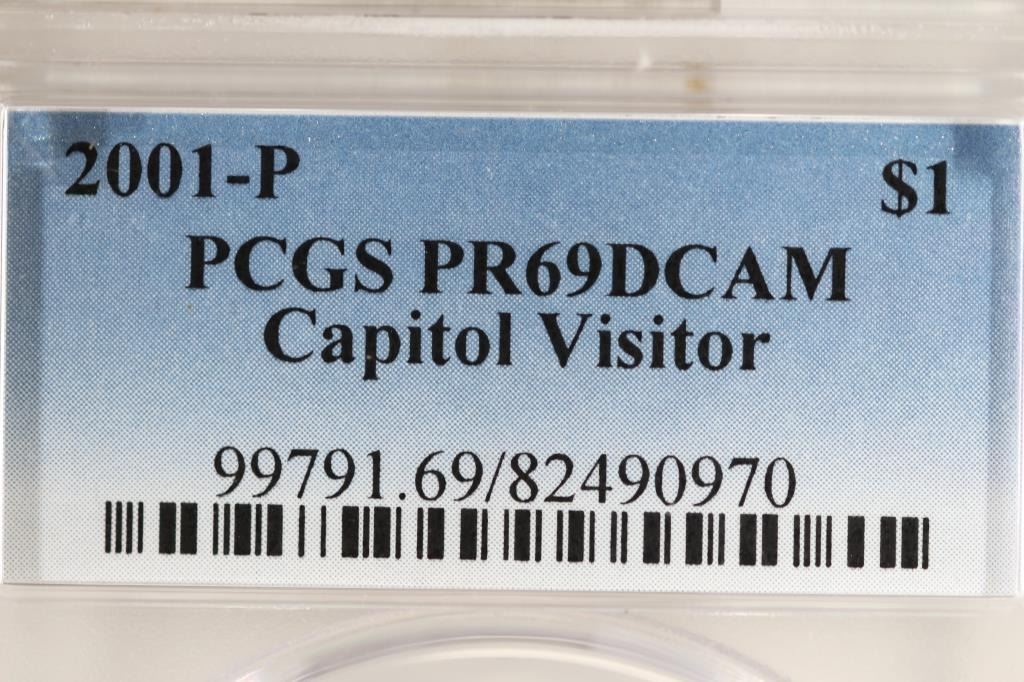 2001-P $1
PCGS PR69DCAM
Capitol Visitor
99791.69/82490970